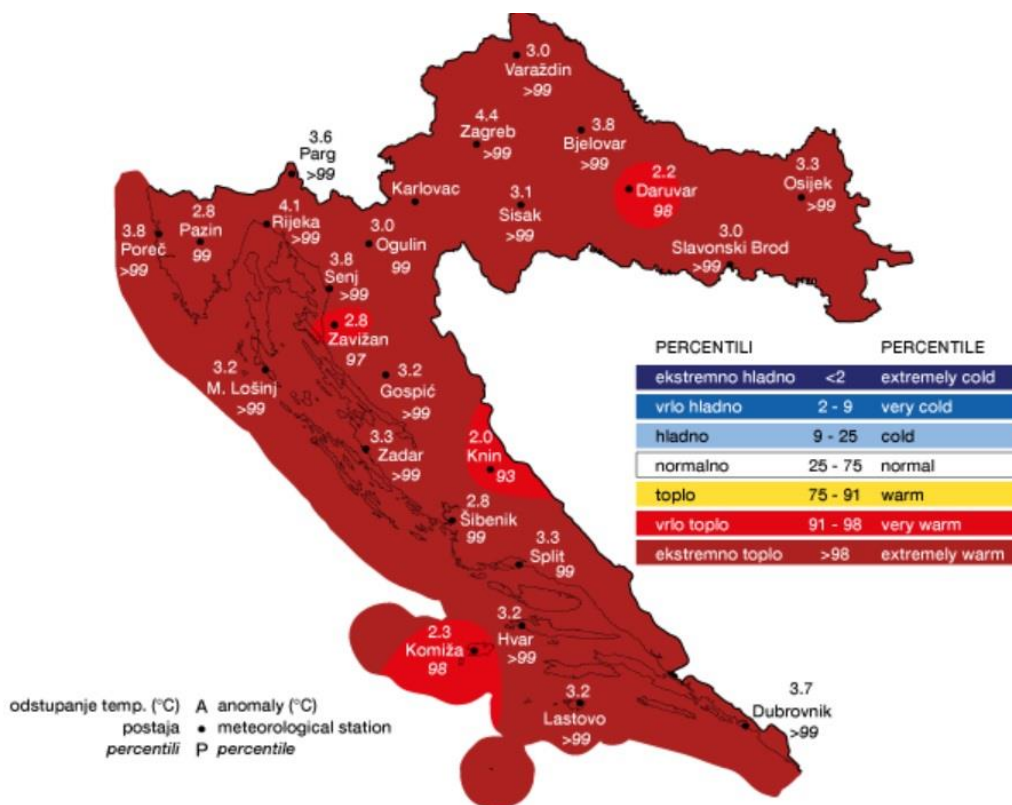 3.0
Varaždin
>99
4.4
Zagreb
>99
3.8
Bjelovar
>99
3.6
Parg
>99
2.2
Daruvar
98
3.3
Osijek
>99
Karlovac
3.1
Sisak
>99
3.0
Slavonski Brod
>99
3.8
Poreč
>99
2.8
Pazin
99
4.1
Rijeka
>99
3.0
Ogulin
99
3.8
Senj
>99
2.8
Zavižan
97
3.2
M. Lošinj
>99
3.2
Gospić
>99
3.3
Zadar
>99
2.0
Knin
93
2.8
Šibenik
99
3.3
Split
99
3.2
Hvar
>99
2.3
Komiža
98
3.2
Lastovo
>99
3.7
Dubrovnik
>99
PERCENTILI PERCENTILE
ekstremno hladno <2 extremely cold
vrlo hladno 2 - 9 very cold
hladno 9 - 25 cold
normalno 25 - 75 normal
toplo 75 - 91 warm
vrlo toplo 91 - 98 very warm
ekstremno toplo >98 extremely warm
odstupanje temp. (°C) A anomaly (°C)
postaja • meteorological station
percentili P percentile